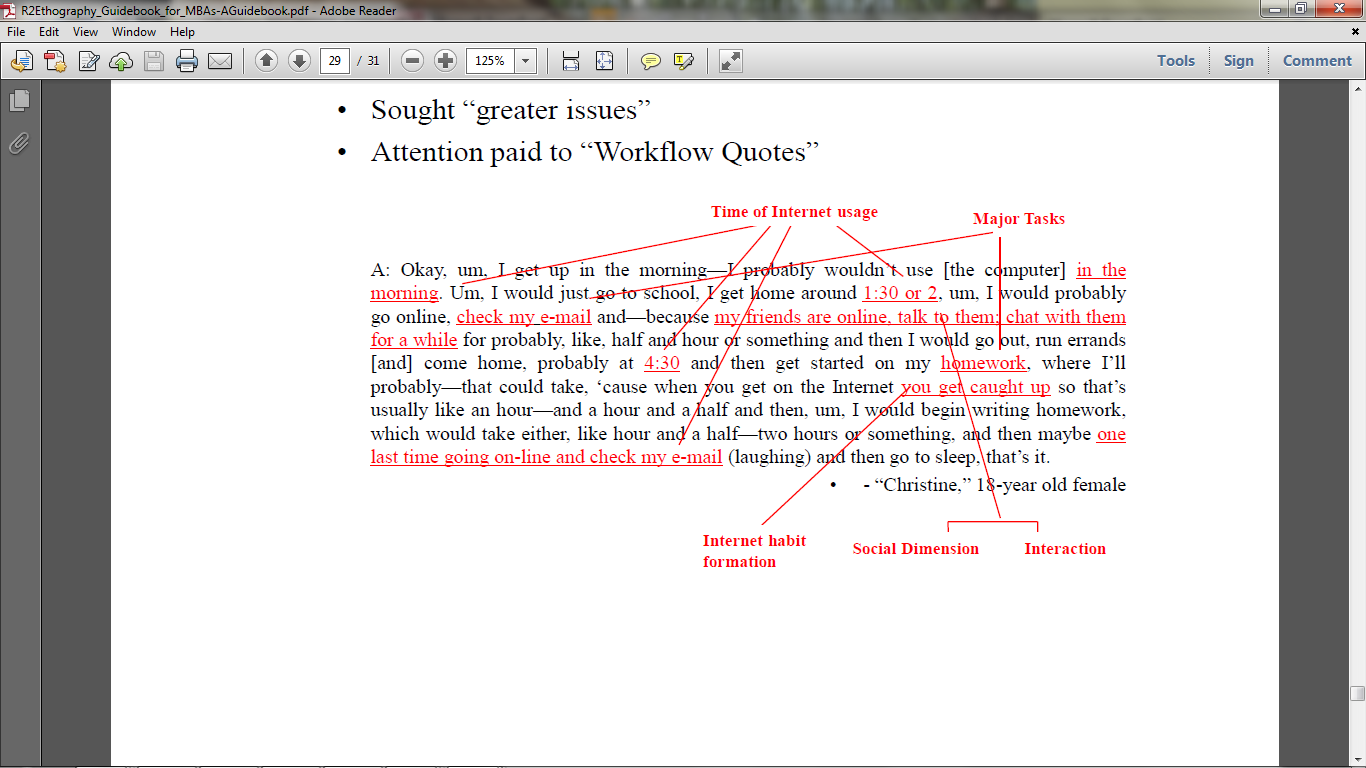 R2Ethography_Guidebook_for_MBAs-AGuidebook.pdf - Adobe Reader
File Edit View Window Help
29 / 31 125% Tools Sign Comment
• Sought “greater issues”
• Attention paid to “Workflow Quotes”
Time of Internet usage
Major Tasks
A: Okay, um, I get up in the morning—I probably wouldn’t use [the computer] in the
morning. Um, I would just go to school, I get home around 1:30 or 2, um, I would probably
go online, check my e-mail and—because my friends are online, talk to them; chat with them
for a while for probably, like, half and hour or something and then I would go out, run errands
[and] come home, probably at 4:30 and then get started on my homework, where I’ll
probably—that could take, ‘cause when you get on the Internet you get caught up so that’s
usually like an hour—and a hour and a half and then, um, I would begin writing homework,
which would take either, like hour and a half—two hours or something, and then maybe one
last time going on-line and check my e-mail (laughing) and then go to sleep, that’s it.
• - “Christine,” 18-year old female
Internet habit
formation
Social Dimension Interaction